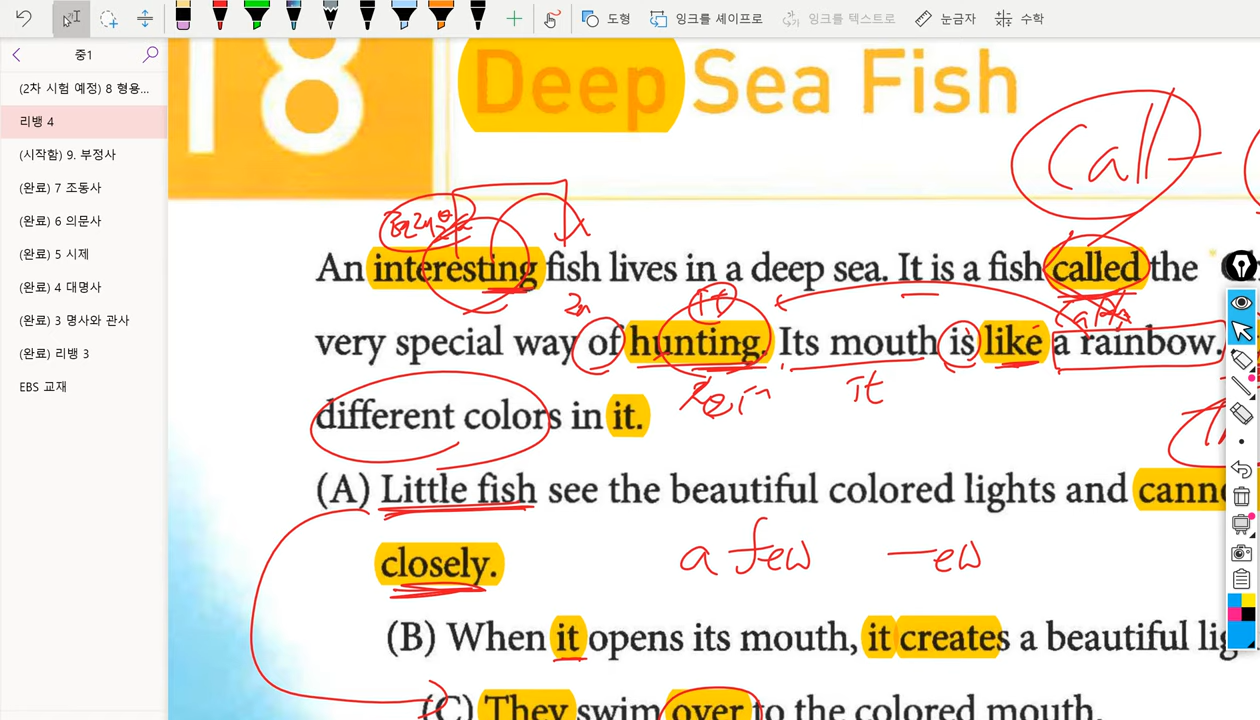 도형 잉크를 셰이프로 잉크를 텍스트로 눈금자 수학
중1
(2차 시험 예정) 8 형용...
리뱅 4
(시작함) 9. 부정사
(완료) 7 조동사
(완료) 6 의문사
(완료) 5 시제
(완료) 4 대명사
(완료) 3 명사와 관사
(완료) 리뱅 3
EBS 교재
18 Deep Sea Fish
Call
An interesting fish lives in a deep sea. It is a fish called the
very special way of hunting. Its mouth is like a rainbow.
it
different colors in it.
(A) Little fish see the beautiful colored lights and
closely.
a few
(B) When it opens its mouth, it creates a beautiful
(C) They swim over to the colored mouth.